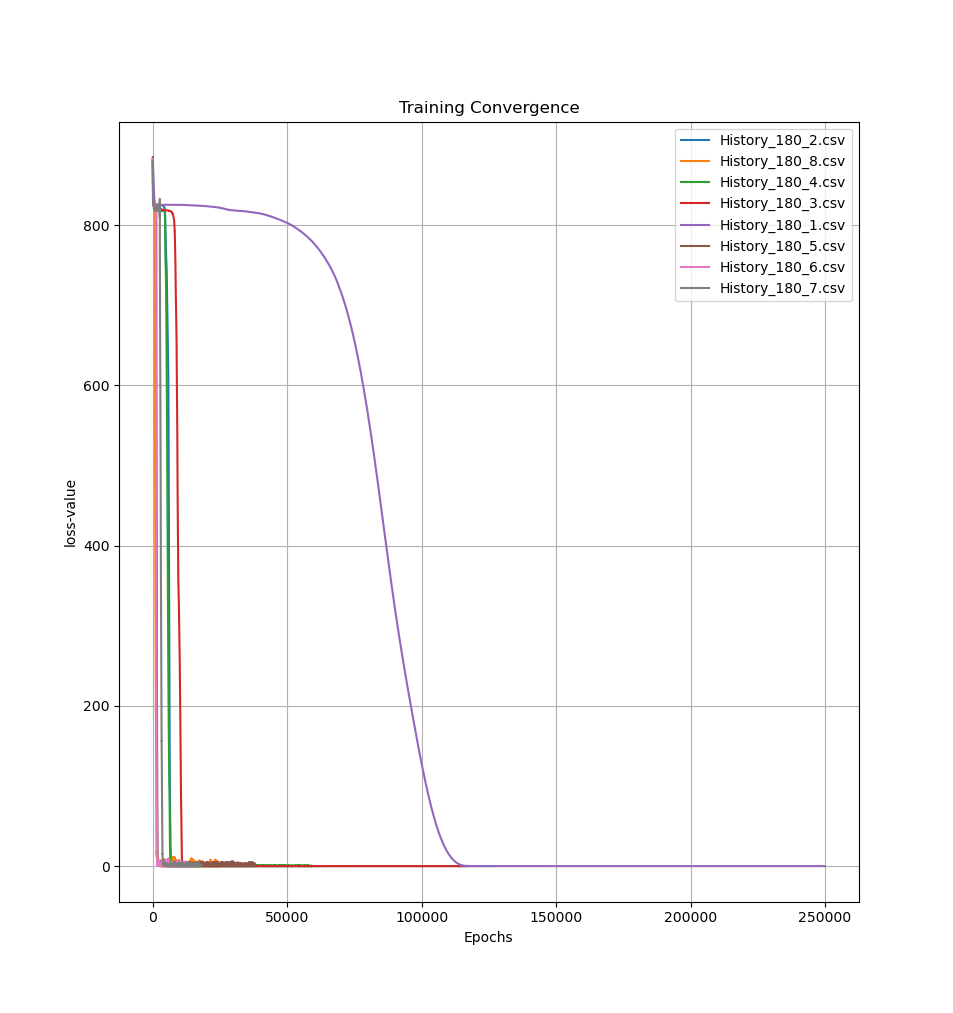 Training Convergence
History_180_2.csv
History_180_8.csv
History_180_4.csv
History_180_3.csv
History_180_1.csv
History_180_5.csv
History_180_6.csv
History_180_7.csv
800
600
400
200
0
loss-value
0 50000 100000 150000 200000 250000
Epochs